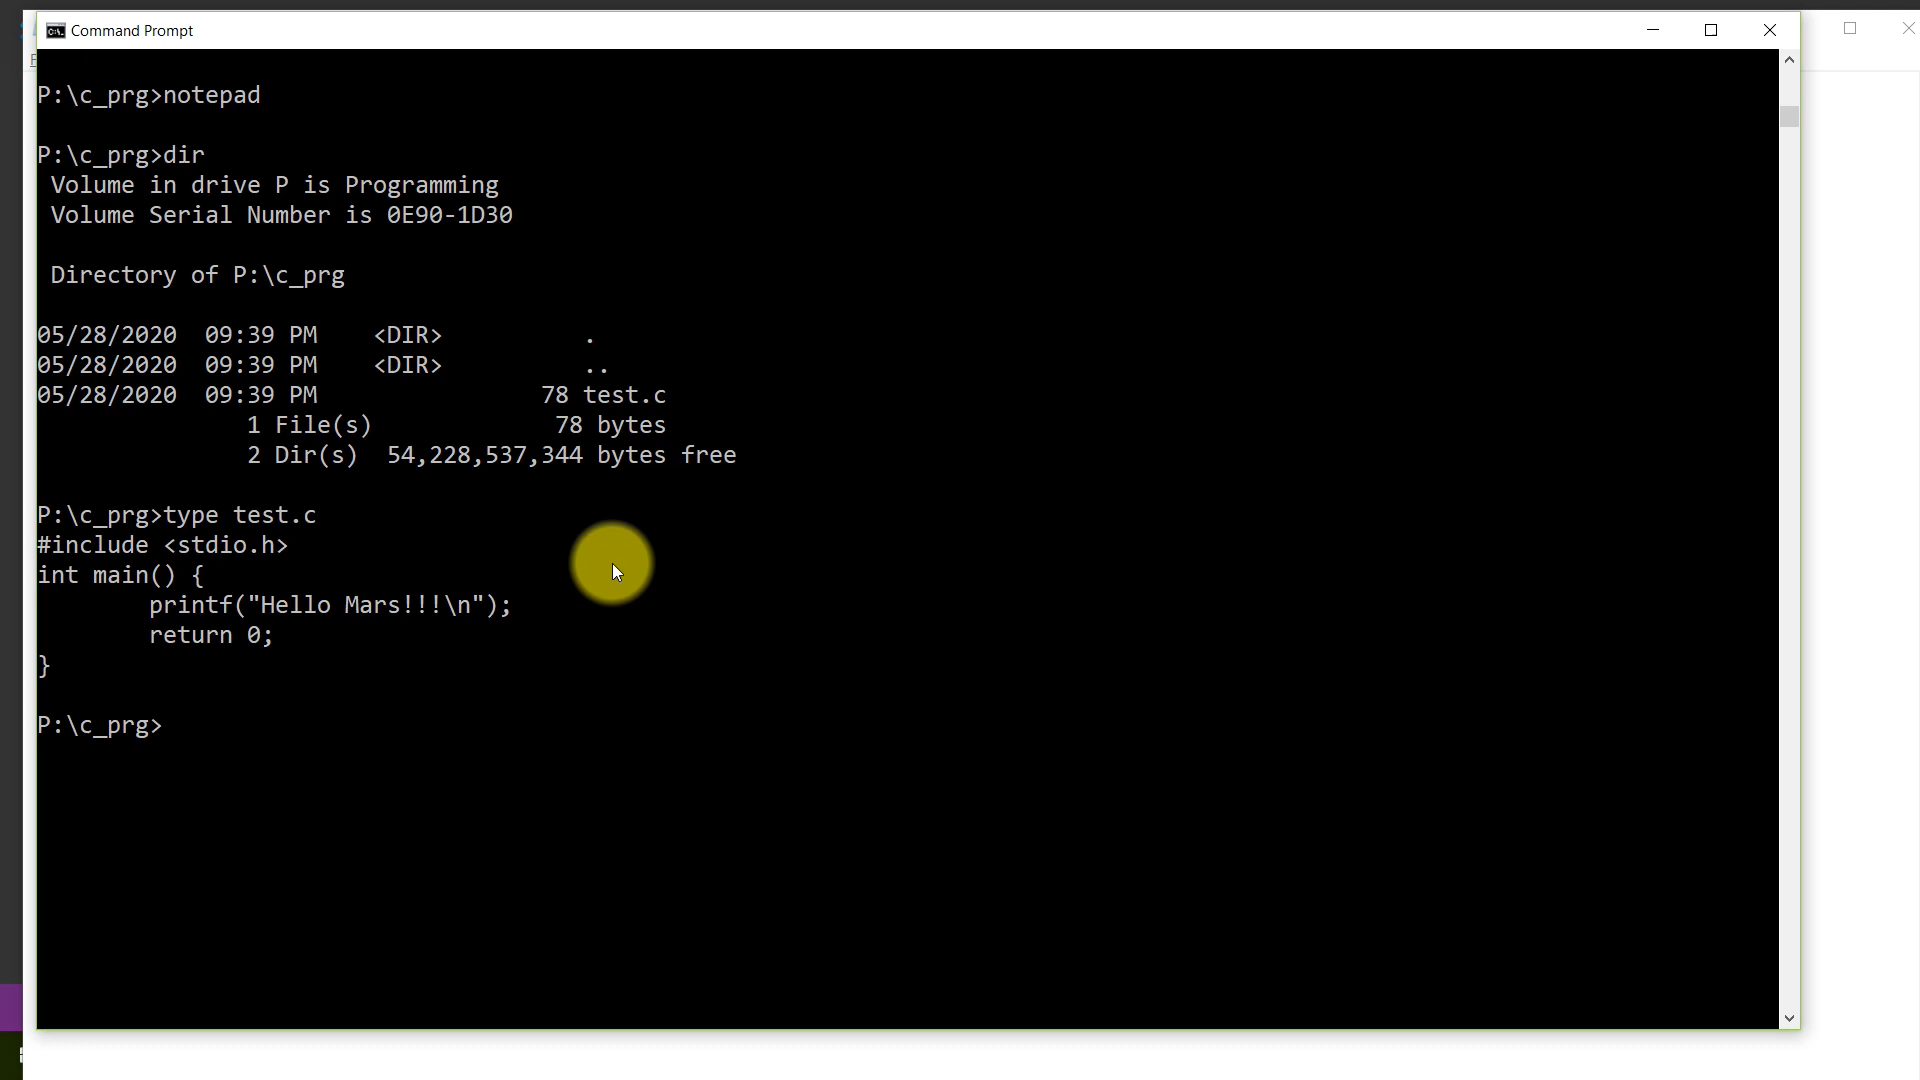 Command Prompt
P:\c_prg>notepad
P:\c_prg>dir
 Volume in drive P is Programming
 Volume Serial Number is 0E90-1D30
 Directory of P:\c_prg
05/28/2020  09:39 PM    <DIR>          .
05/28/2020  09:39 PM    <DIR>          ..
05/28/2020  09:39 PM                78 test.c
               1 File(s)             78 bytes
               2 Dir(s)  54,228,537,344 bytes free
P:\c_prg>type test.c
#include <stdio.h>
int main() {
        printf("Hello Mars!!!\n");
        return 0;
}
P:\c_prg>